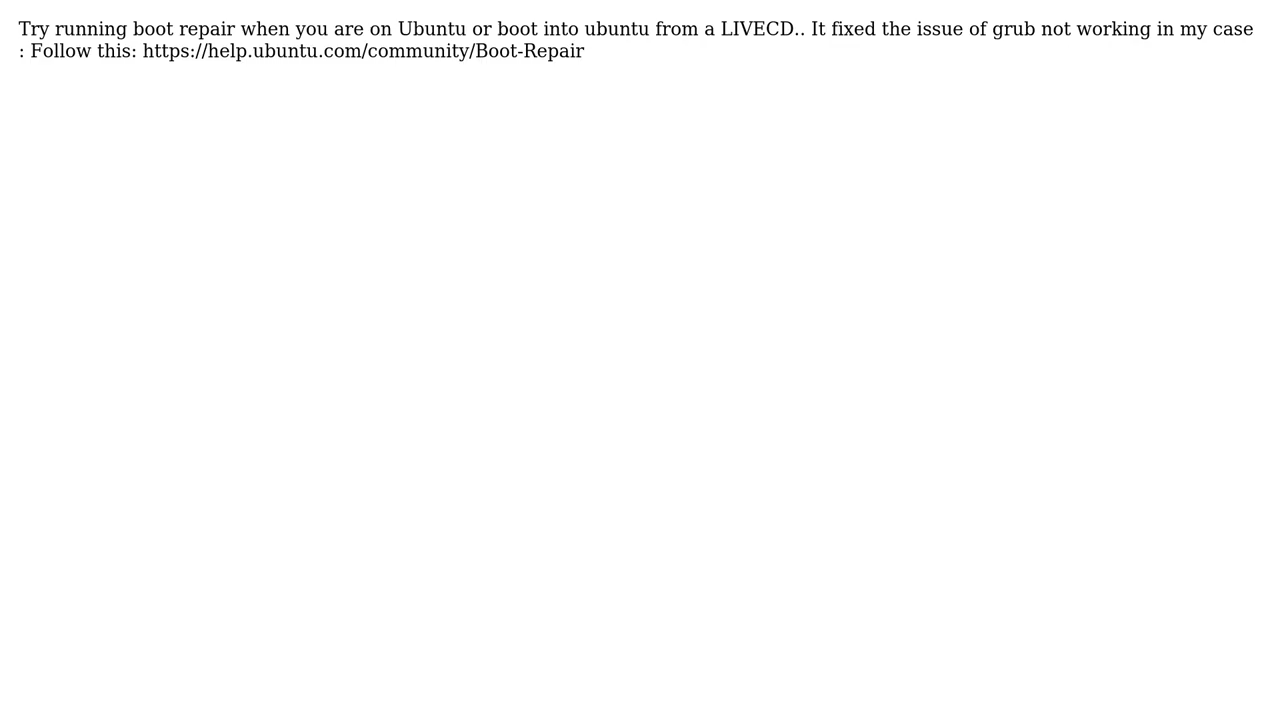 Try running boot repair when you are on Ubuntu or boot into ubuntu from a LIVECD.. It fixed the issue of grub not working in my case
: Follow this: https://help.ubuntu.com/community/Boot-Repair